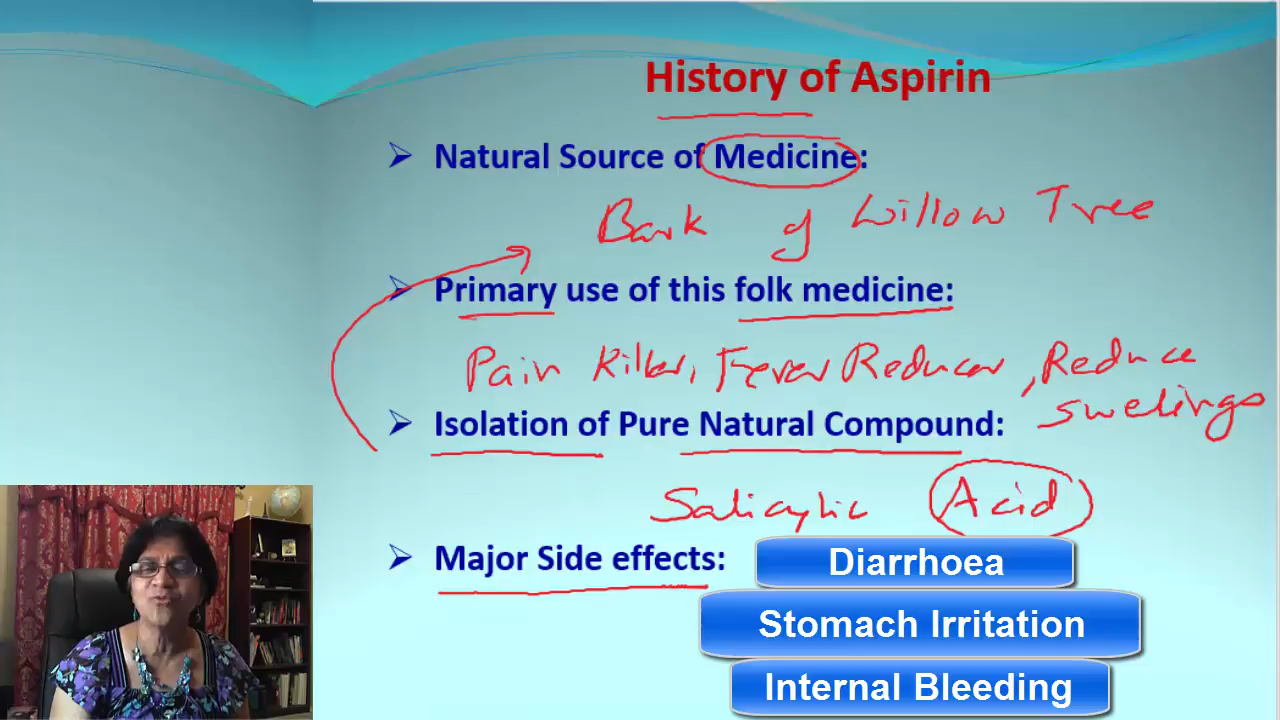 History of Aspirin
Natural Source of Medicine:
Bark of Willow Tree
Primary use of this folk medicine:
Pain Killer, Fever Reducer, Reduce
swelings
Isolation of Pure Natural Compound:
Salicylic Acid
Major Side effects:
Diarrhoea
Stomach Irritation
Internal Bleeding